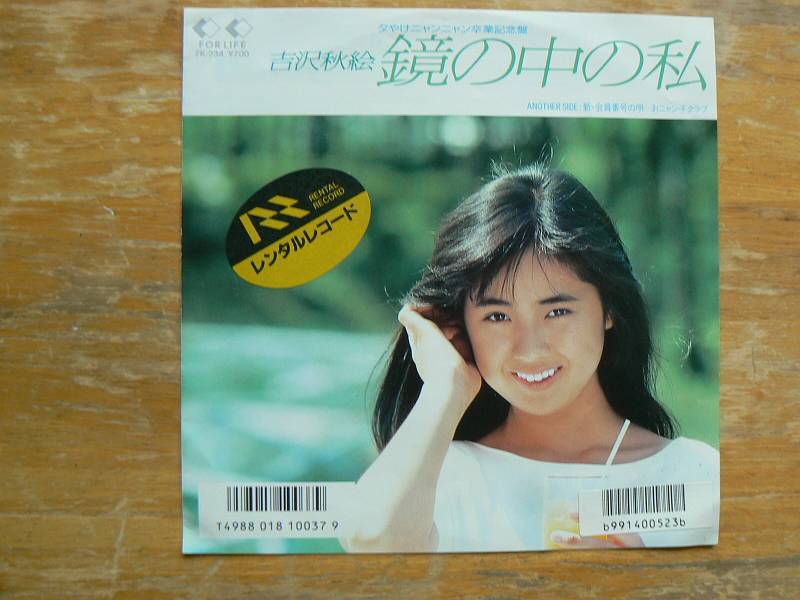 FOR LIFE
7K-234 ¥700
夕やけニャンニャン卒業記念盤
吉沢秋絵 鏡の中の私
ANOTHER SIDE:新・会員番号の唄 おニャン子クラブ
RENTAL
RECORD
レンタルレコード
T4988 018 10037 9
b991400523b